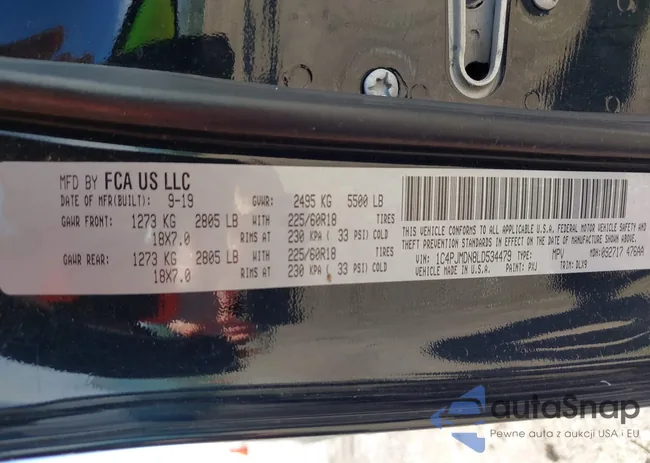 MFD BY FCA US LLC
DATE OF MFR(BUILT): 9-19 GVWR: 2495 KG 5500 LB
GAWR FRONT: 1273 KG 2805 LB WITH 225/60R18 TIRES
18X7.0 RIMS AT 230 KPA ( 33 PSI) COLD
GAWR REAR: 1273 KG 2805 LB WITH 225/60R18 TIRES
18X7.0 RIMS AT 230 KPA ( 33 PSI) COLD
THIS VEHICLE CONFORMS TO ALL APPLICABLE U.S.A. FEDERAL MOTOR VEHICLE SAFETY AND
THEFT PREVENTION STANDARDS IN EFFECT ON THE DATE OF MANUFACTURE SHOWN ABOVE.
VIN: 1C4PJMDN8LD534479 TYPE: MPV MDH: 092717 476AA
VEHICLE MADE IN U.S.A. PAINT: PXJ TRIM: DLX9
autoSnap
Pewne auta z aukcji USA i EU